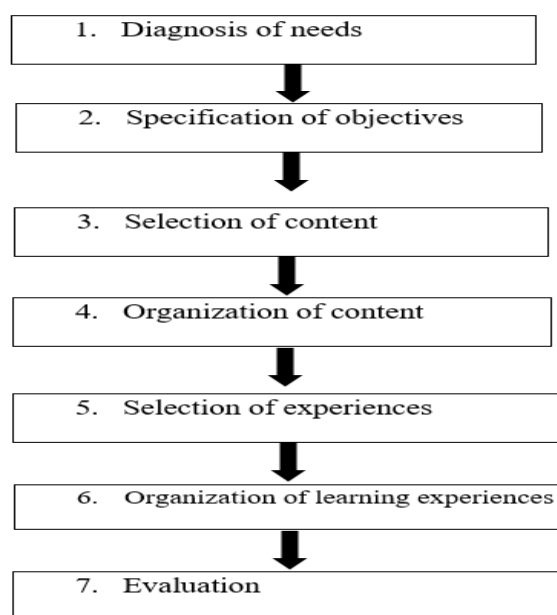 1. Diagnosis of needs
2. Specification of objectives
3. Selection of content
4. Organization of content
5. Selection of experiences
6. Organization of learning experiences
7. Evaluation